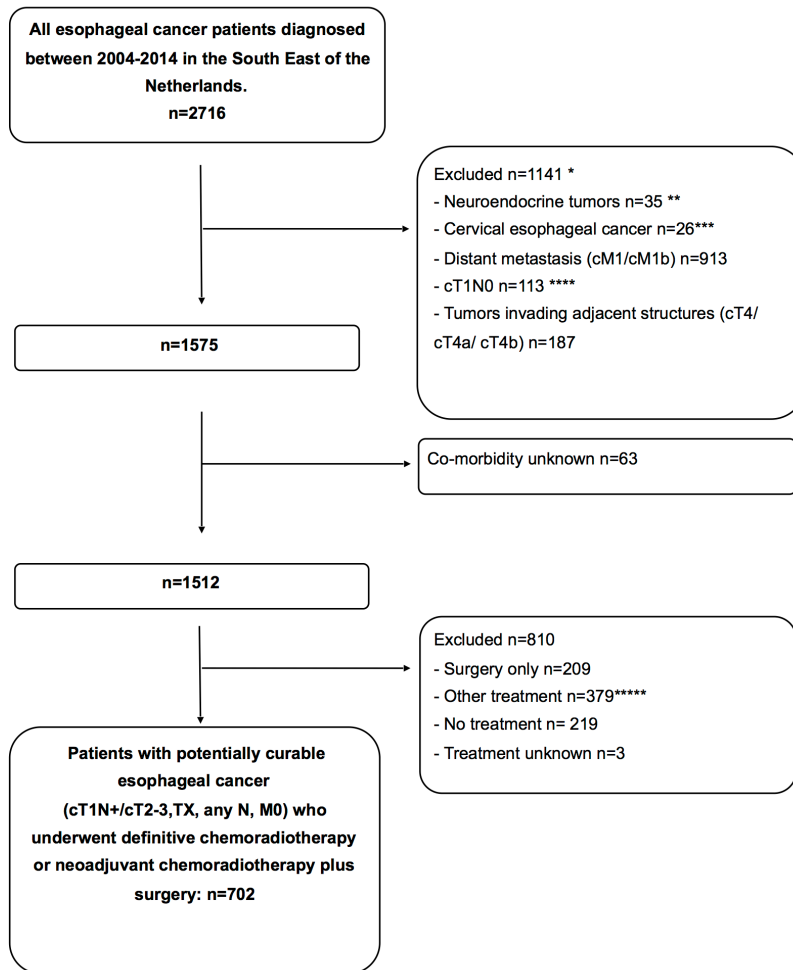 All esophageal cancer patients diagnosed
between 2004-2014 in the South East of the
Netherlands.
n=2716
Excluded n=1141 *
- Neuroendocrine tumors n=35 **
- Cervical esophageal cancer n=26***
- Distant metastasis (cM1/cM1b) n=913
- cT1N0 n=113 ****
- Tumors invading adjacent structures (cT4/
cT4a/ cT4b) n=187
n=1575
Co-morbidity unknown n=63
n=1512
Excluded n=810
- Surgery only n=209
- Other treatment n=379*****
- No treatment n= 219
- Treatment unknown n=3
Patients with potentially curable
esophageal cancer
(cT1N+/cT2-3,TX, any N, M0) who
underwent definitive chemoradiotherapy
or neoadjuvant chemoradiotherapy plus
surgery: n=702